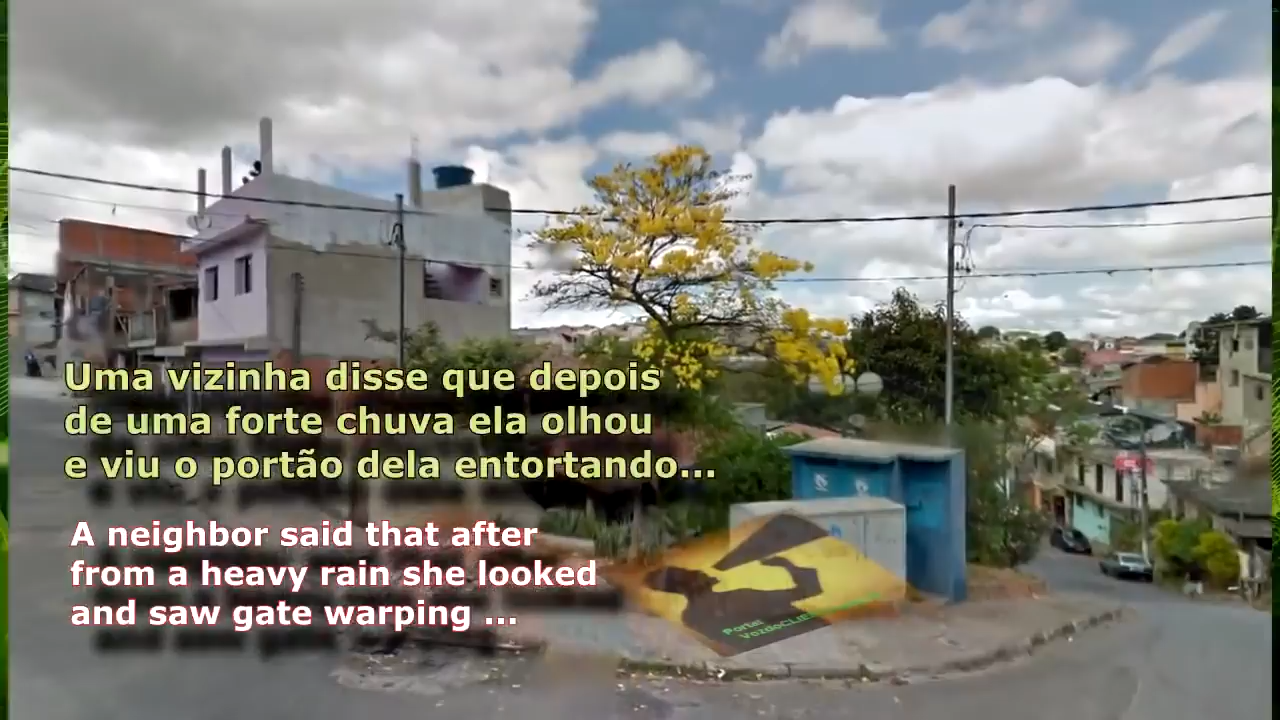 Uma vizinha disse que depois
de uma forte chuva ela olhou
e viu o portão dela entortando...
A neighbor said that after
from a heavy rain she looked
and saw gate warping ...
Portal